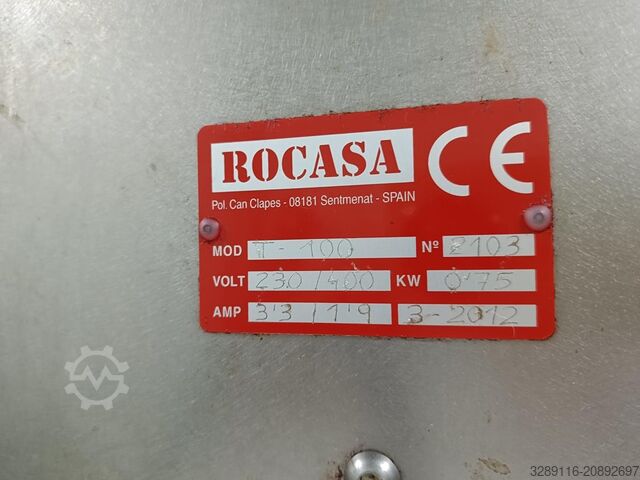 ROCASA CE
Pol. Can Clapes - 08181 Sentmenat - SPAIN
MOD T-100 Nº 2103
VOLT 230/400 KW 0'75
AMP 3'3/1'9 3-2012
3289116-20892697